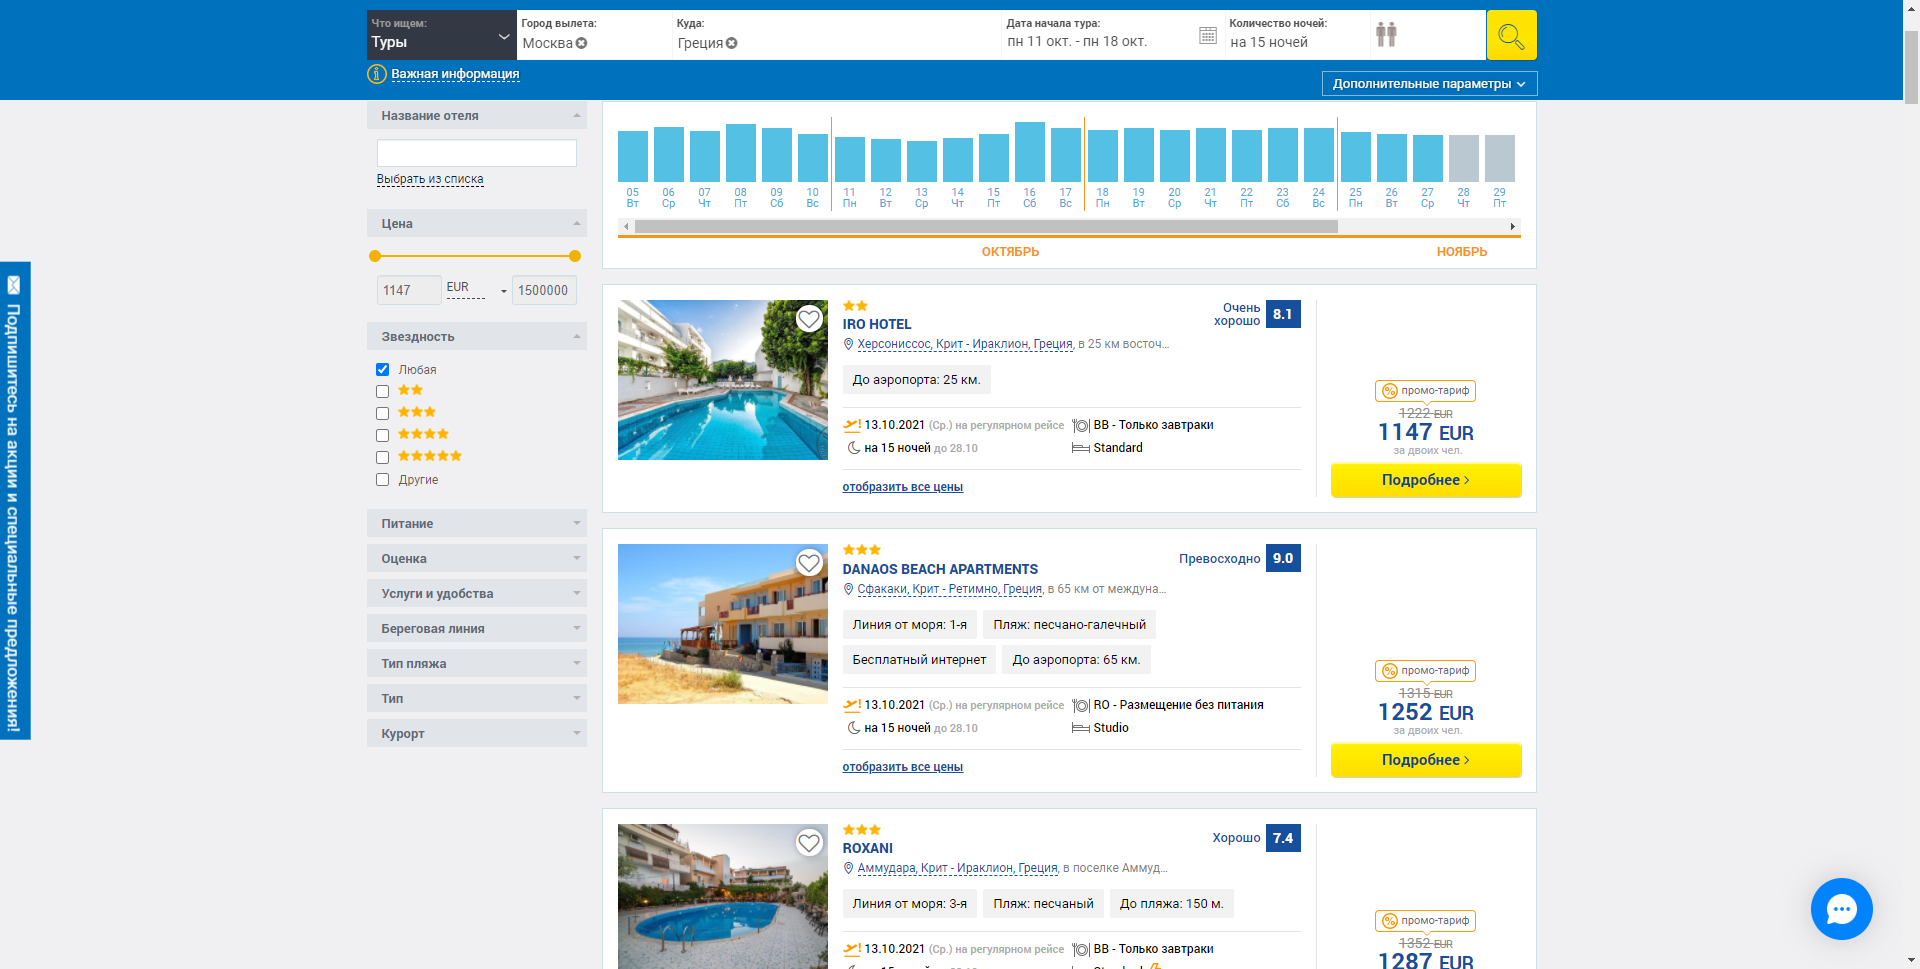 Что ищем:
Туры
Город вылета:
Москва
Куда:
Греция
Дата начала тура:
пн 11 окт. - пн 18 окт.
Количество ночей:
на 15 ночей
Важная информация
Дополнительные параметры
Подпишитесь на акции и специальные предложения!
Название отеля
Выбрать из списка
Цена
1147 EUR 1500000
Звездность
Любая
Другие
Питание
Оценка
Услуги и удобства
Береговая линия
Тип пляжа
Тип
Курорт
05 06 07 08 09 10 11 12 13 14 15 16 17 18 19 20 21 22 23 24 25 26 27 28 29
Вт Ср Чт Пт Сб Вс Пн Вт Ср Чт Пт Сб Вс Пн Вт Ср Чт Пт Сб Вс Пн Вт Ср Чт Пт
ОКТЯБРЬ НОЯБРЬ
IRO HOTEL
Очень хорошо 8.1
Херсониссос, Крит - Ираклион, Греция, в 25 км восточ...
До аэропорта: 25 км.
13.10.2021 (Ср.) на регулярном рейсе
BB - Только завтраки
на 15 ночей до 28.10
Standard
отобразить все цены
промо-тариф
1222 EUR
1147 EUR
за двоих чел.
Подробнее
DANAOS BEACH APARTMENTS
Превосходно 9.0
Сфакаки, Крит - Ретимно, Греция, в 65 км от междуна...
Линия от моря: 1-я
Пляж: песчано-галечный
Бесплатный интернет
До аэропорта: 65 км.
13.10.2021 (Ср.) на регулярном рейсе
RO - Размещение без питания
на 15 ночей до 28.10
Studio
отобразить все цены
промо-тариф
1315 EUR
1252 EUR
за двоих чел.
Подробнее
ROXANI
Хорошо 7.4
Аммудара, Крит - Ираклион, Греция, в поселке Аммуд...
Линия от моря: 3-я
Пляж: песчаный
До пляжа: 150 м.
13.10.2021 (Ср.) на регулярном рейсе
BB - Только завтраки
промо-тариф
1352 EUR
1287 EUR